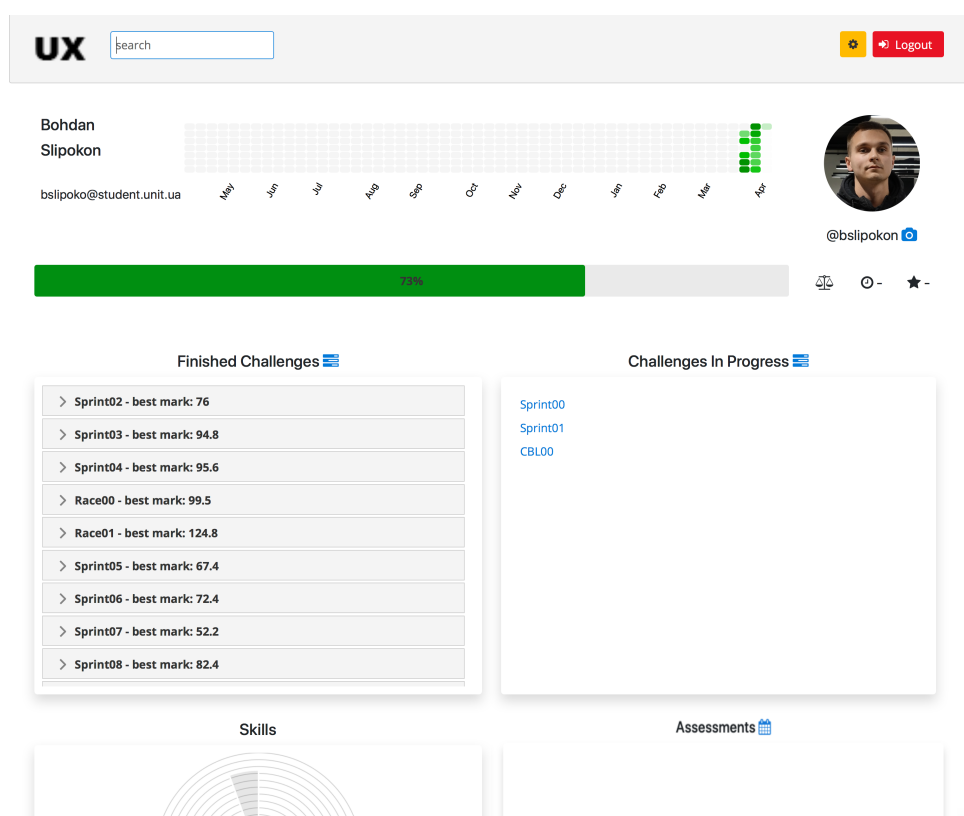 UX
search
Logout
Bohdan
Slipokon
bslipoko@student.unit.ua
May Jun Jul Aug Sep Oct Nov Dec Jan Feb Mar Apr
@bslipokon
73%
- -
Finished Challenges
Sprint02 - best mark: 76
Sprint03 - best mark: 94.8
Sprint04 - best mark: 95.6
Race00 - best mark: 99.5
Race01 - best mark: 124.8
Sprint05 - best mark: 67.4
Sprint06 - best mark: 72.4
Sprint07 - best mark: 52.2
Sprint08 - best mark: 82.4
Challenges In Progress
Sprint00
Sprint01
CBL00
Skills
Assessments